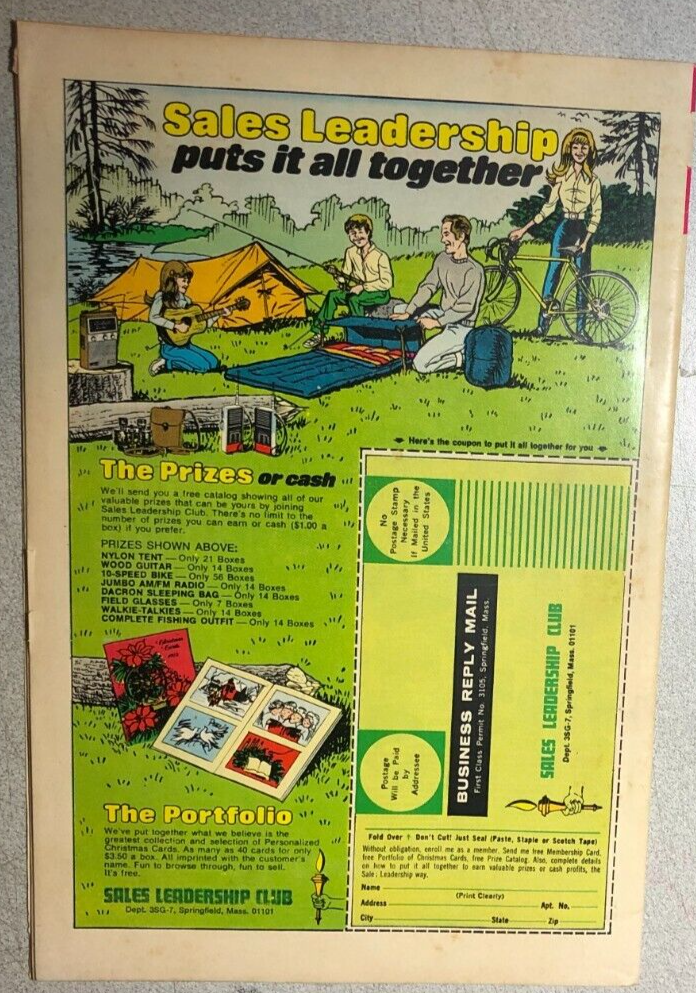 Sales Leadership
puts it all together
Here's the coupon to put it all together for you
The Prizes or cash
We'll send you a free catalog showing all of our
valuable prizes that can be yours by joining
Sales Leadership Club. There's no limit to the
number of prizes you can earn or cash ($1.00 a
box) if you prefer.
PRIZES SHOWN ABOVE:
NYLON TENT — Only 21 Boxes
WOOD GUITAR — Only 14 Boxes
10-SPEED BIKE — Only 56 Boxes
JUMBO AM/FM RADIO — Only 14 Boxes
DACRON SLEEPING BAG — Only 14 Boxes
FIELD GLASSES — Only 7 Boxes
WALKIE-TALKIES — Only 14 Boxes
COMPLETE FISHING OUTFIT — Only 14 Boxes
Christmas
Cards
The Portfolio
We've put together what we believe is the
greatest collection and selection of Personalized
Christmas Cards. As many as 40 cards for only
$3.50 a box. All imprinted with the customer's
name. Fun to browse through, fun to sell.
It's free.
SALES LEADERSHIP CLUB
Dept. 3SG-7, Springfield, Mass. 01101
No
Postage Stamp
Necessary
If Mailed in the
United States
Postage
Will be Paid
by
Addressee
BUSINESS REPLY MAIL
First Class Permit No. 3105, Springfield, Mass.
SALES LEADERSHIP CLUB
Dept. 3SG-7, Springfield, Mass. 01101
Fold Over ↑ Don't Cut! Just Seal (Paste, Staple or Scotch Tape)
Without obligation, enroll me as a member. Send me free Membership Card,
free Portfolio of Christmas Cards, free Prize Catalog. Also, complete details
on how to put it all together to earn valuable prizes or cash profits, the
Sales Leadership way.
Name
(Print Clearly)
Address Apt. No.
City State Zip